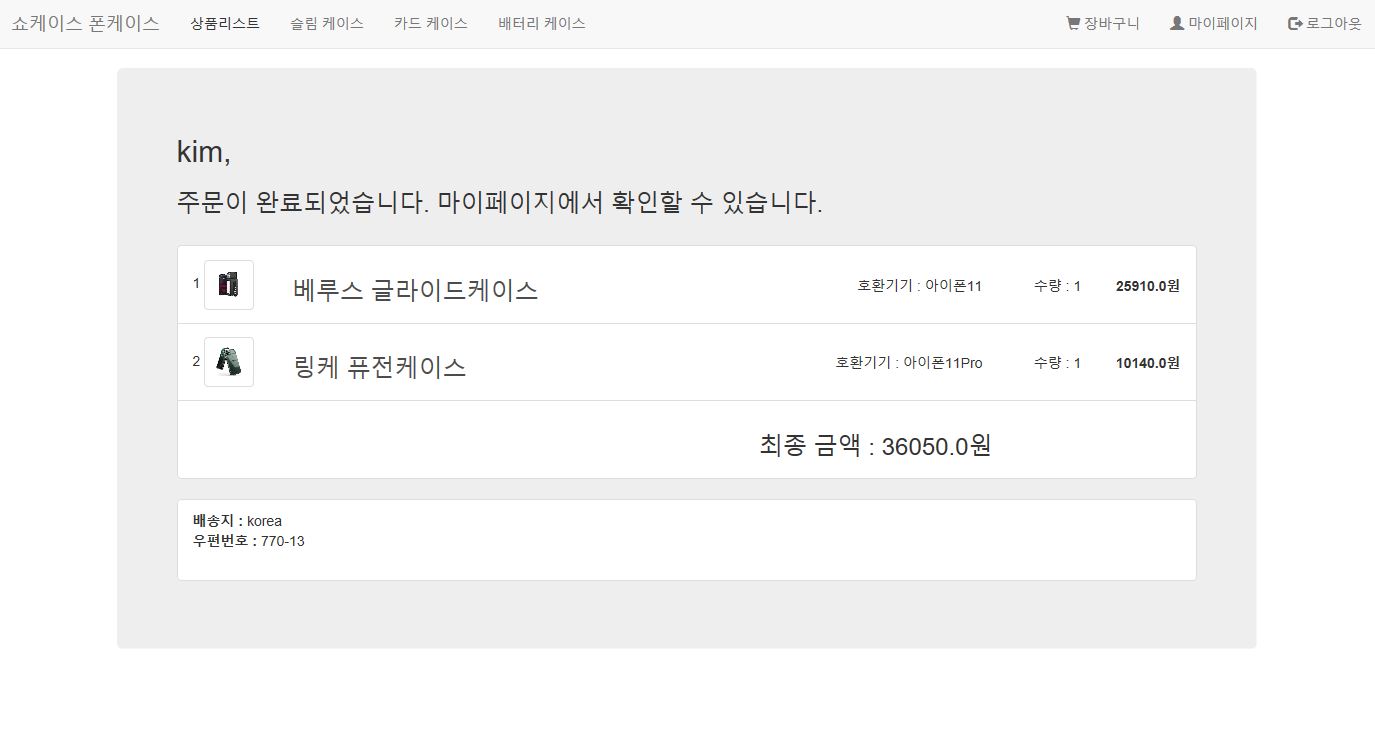 쇼케이스 폰케이스 상품리스트 슬림 케이스 카드 케이스 배터리 케이스 장바구니 마이페이지 로그아웃
kim,
주문이 완료되었습니다. 마이페이지에서 확인할 수 있습니다.
1 베루스 글라이드케이스 호환기기 : 아이폰11 수량 : 1 25910.0원
2 링케 퓨전케이스 호환기기 : 아이폰11Pro 수량 : 1 10140.0원
최종 금액 : 36050.0원
배송지 : korea
우편번호 : 770-13